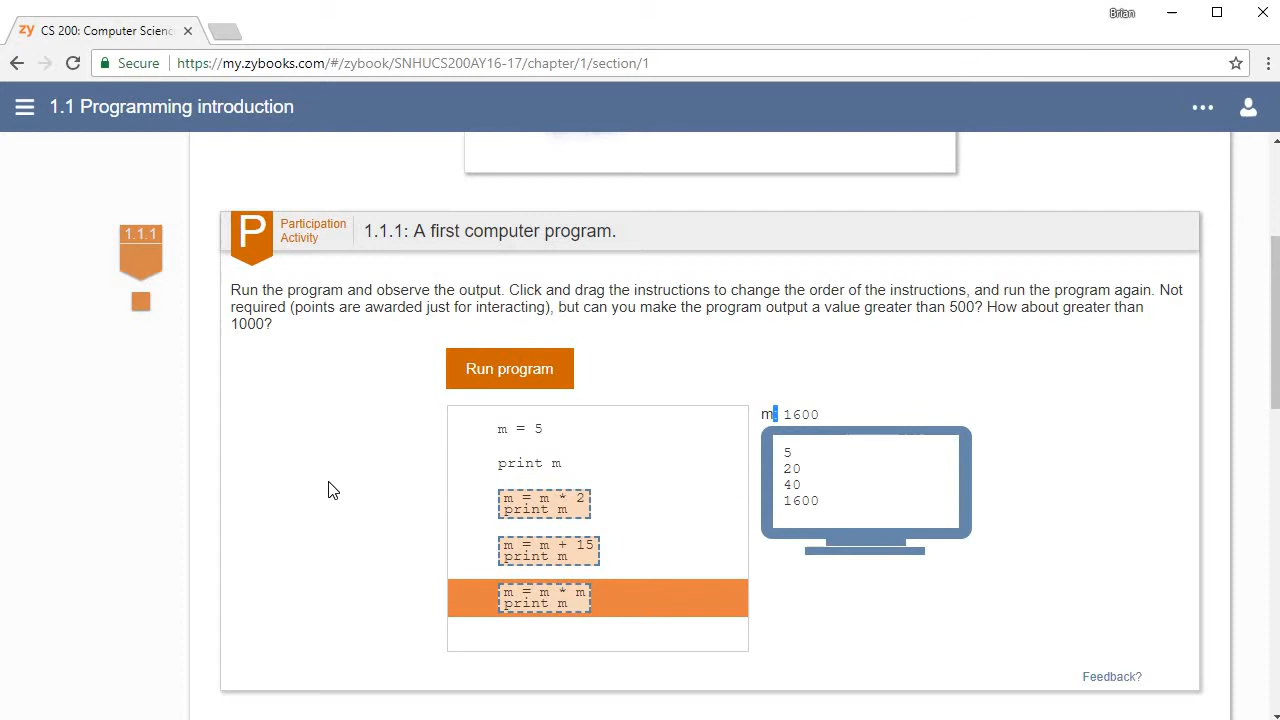 Brian
zy CS 200: Computer Scienc
Secure https://my.zybooks.com/#/zybook/SNHUCS200AY16-17/chapter/1/section/1
1.1 Programming introduction
1.1.1
P
Participation
Activity
1.1.1: A first computer program.
Run the program and observe the output. Click and drag the instructions to change the order of the instructions, and run the program again. Not
required (points are awarded just for interacting), but can you make the program output a value greater than 500? How about greater than
1000?
Run program
m = 5
print m
m = m * 2
print m
m = m + 15
print m
m = m * m
print m
m: 1600
5
20
40
1600
Feedback?